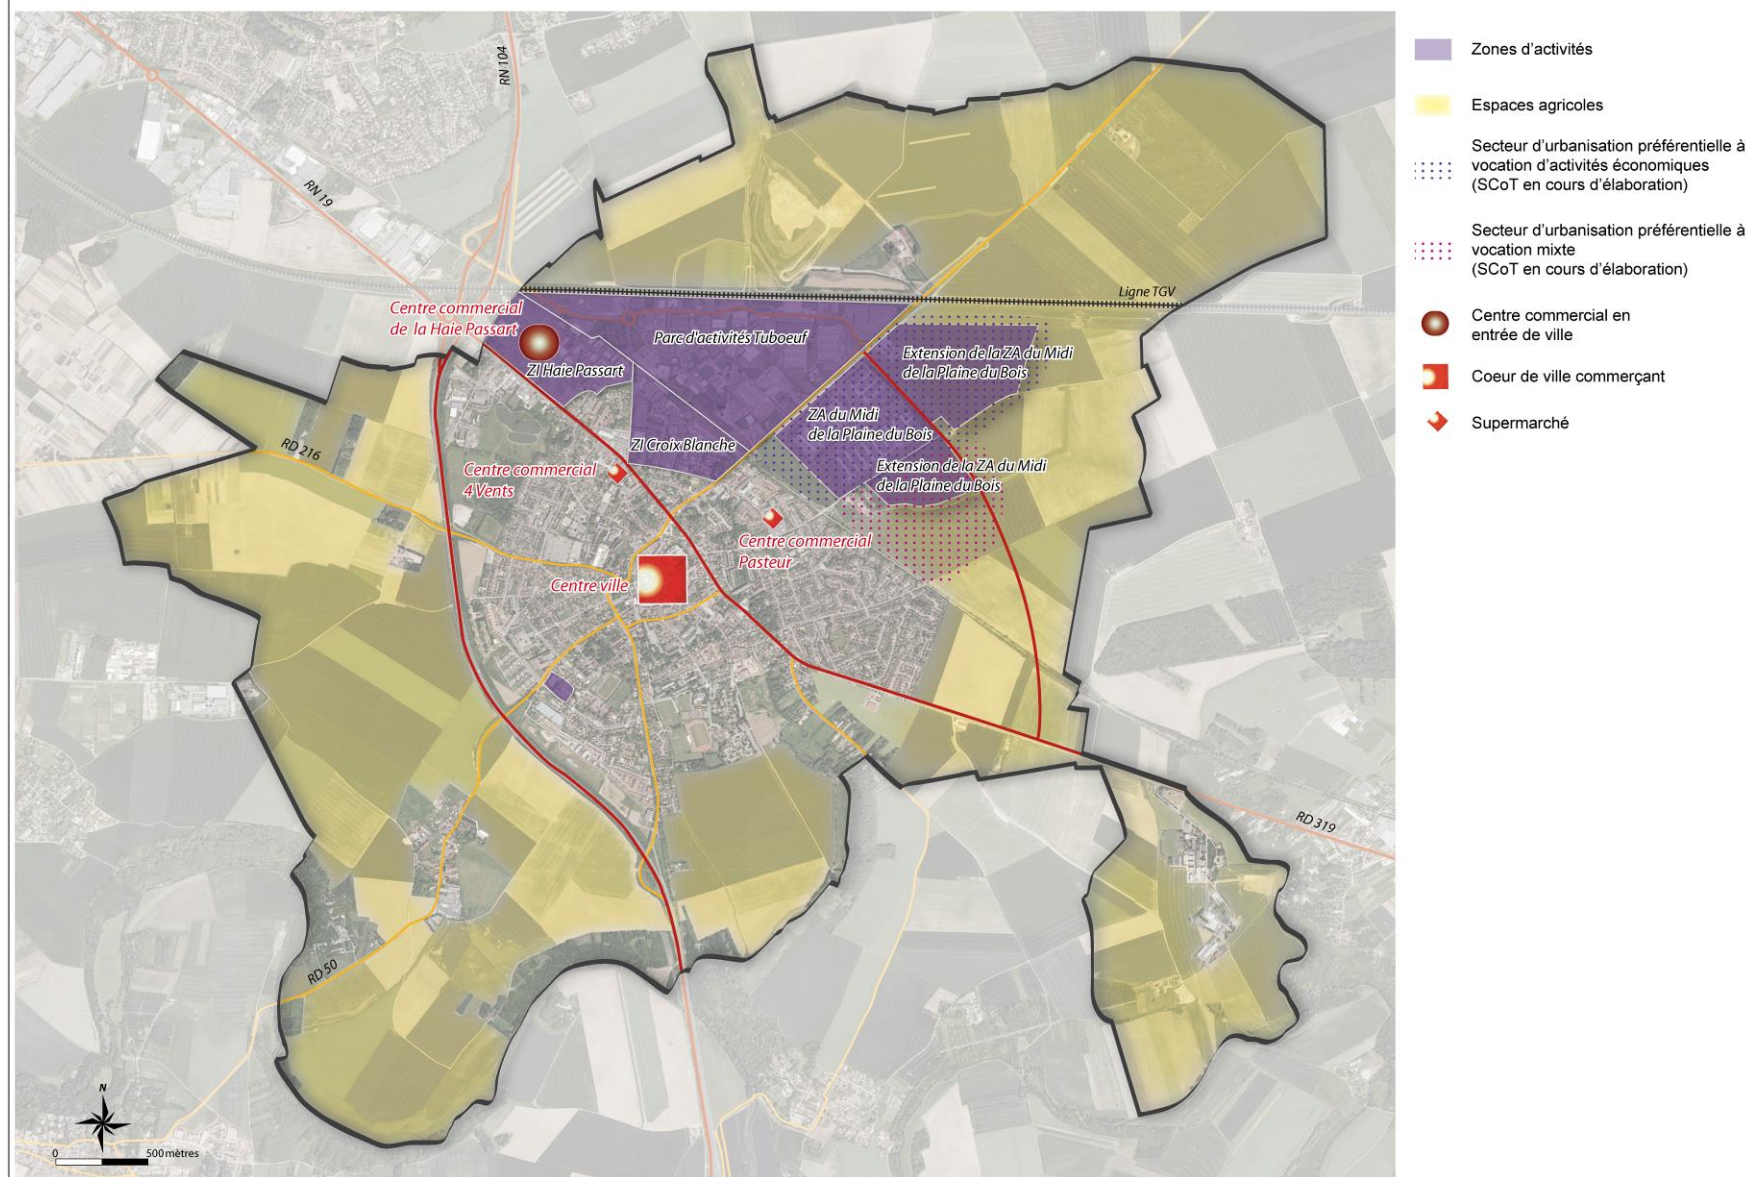 RN 104
RN 19
Ligne TGV
Centre commercial
de la Haie Passart
Parc d'activités Tuboeuf
ZI Haie Passart
Extension de la ZA du Midi
de la Plaine du Bois
ZA du Midi
de la Plaine du Bois
ZI Croix Blanche
RD 216
Centre commercial
4 Vents
Extension de la ZA du Midi
de la Plaine du Bois
Centre commercial
Pasteur
Centre ville
RD 319
RD 50
N
0 500 mètres
Zones d'activités
Espaces agricoles
Secteur d'urbanisation préférentielle à
vocation d'activités économiques
(SCoT en cours d'élaboration)
Secteur d'urbanisation préférentielle à
vocation mixte
(SCoT en cours d'élaboration)
Centre commercial en
entrée de ville
Coeur de ville commerçant
Supermarché